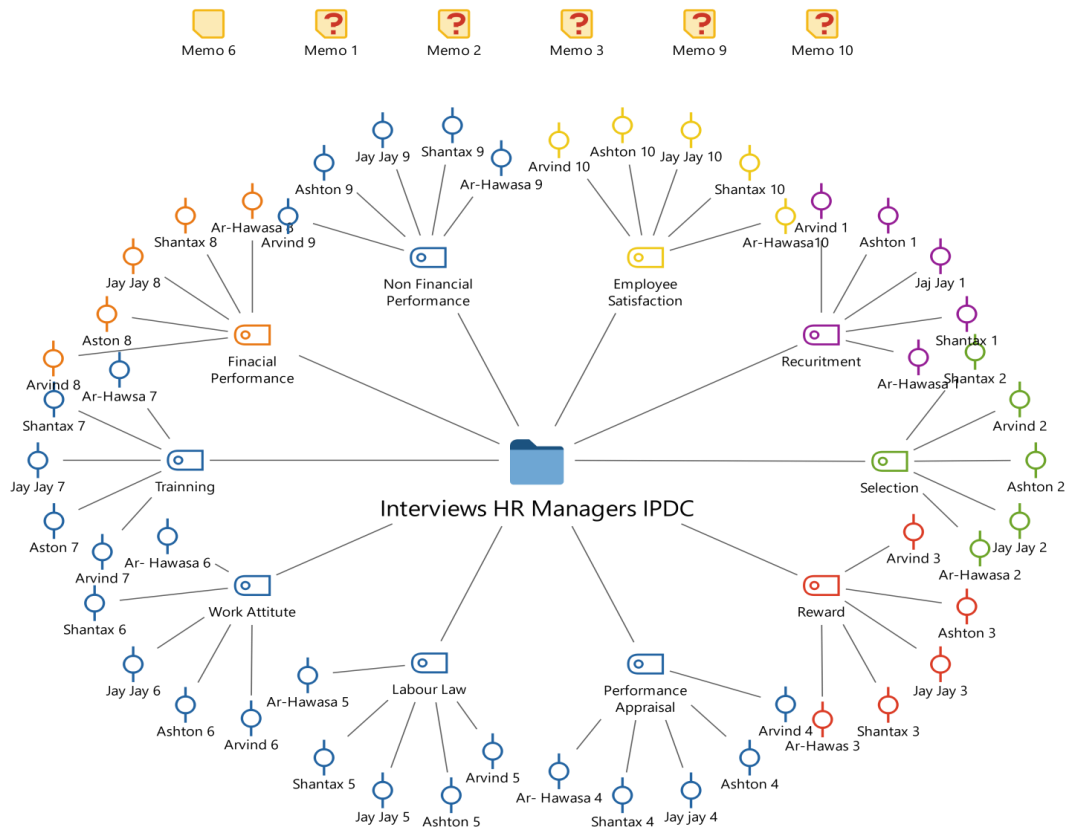 Memo 6
Memo 1
Memo 2
Memo 3
Memo 9
Memo 10
Jay Jay 9
Shantax 9
Ashton 9
Ar-Hawasa 9
Arvind 9
Non Financial
Performance
Arvind 10
Ashton 10
Jay Jay 10
Shantax 10
Ar-Hawasa10
Employee
Satisfaction
Ar-Hawasa 8
Shantax 8
Jay Jay 8
Aston 8
Arvind 8
Finacial
Performance
Arvind 1
Ashton 1
Jaj Jay 1
Shantax 1
Ar-Hawasa 1
Recuritment
Ar-Hawsa 7
Shantax 7
Jay Jay 7
Aston 7
Arvind 7
Trainning
Interviews HR Managers IPDC
Shantax 2
Arvind 2
Ashton 2
Jay Jay 2
Ar-Hawasa 2
Selection
Ar- Hawasa 6
Shantax 6
Jay Jay 6
Ashton 6
Arvind 6
Work Attitute
Arvind 3
Ashton 3
Jay Jay 3
Shantax 3
Ar-Hawas 3
Reward
Labour Law
Ar-Hawasa 5
Shantax 5
Jay Jay 5
Ashton 5
Arvind 5
Performance
Appraisal
Arvind 4
Ashton 4
Jay jay 4
Shantax 4
Ar- Hawasa 4